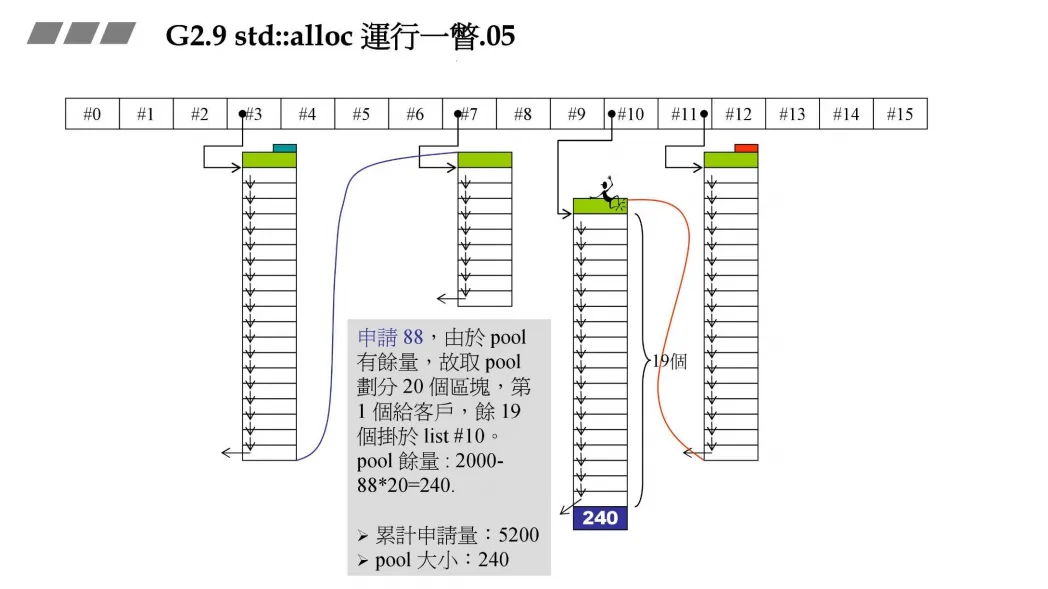 G2.9 std::alloc 運行一瞥.05
#0 #1 #2 #3 #4 #5 #6 #7 #8 #9 #10 #11 #12 #13 #14 #15
申請 88，由於 pool
有餘量，故取 pool
劃分 20 個區塊，第
1 個給客戶，餘 19
個掛於 list #10。
pool 餘量 : 2000-
88*20=240.
➢ 累計申請量：5200
➢ pool 大小：240
19個
240